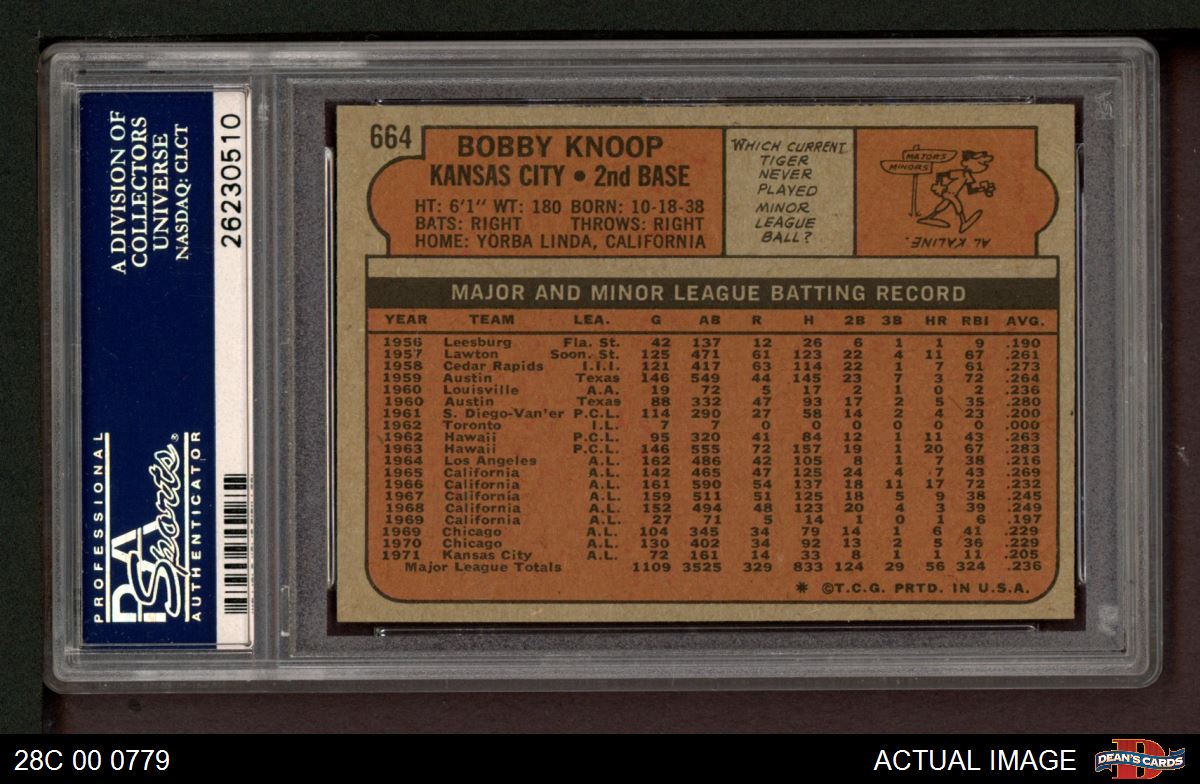 A DIVISION OF
COLLECTORS
UNIVERSE
NASDAQ: CLCT
PROFESSIONAL
PSA
Sports®
AUTHENTICATOR
26230510
664
BOBBY KNOOP
KANSAS CITY • 2nd BASE
HT: 6'1" WT: 180 BORN: 10-18-38
BATS: RIGHT THROWS: RIGHT
HOME: YORBA LINDA, CALIFORNIA
WHICH CURRENT
TIGER
NEVER
PLAYED
MINOR
LEAGUE
BALL?
MAJORS
MINORS
AL KALINE.
MAJOR AND MINOR LEAGUE BATTING RECORD
YEAR TEAM LEA. G AB R H 2B 3B HR RBI AVG.
1956 Leesburg Fla. St. 42 137 12 26 6 1 1 9 .190
1957 Lawton Soon. St. 125 471 61 123 22 4 11 67 .261
1958 Cedar Rapids I.I.I. 121 417 63 114 22 1 7 61 .273
1959 Austin Texas 146 549 44 145 23 7 3 72 .264
1960 Louisville A.A. 19 72 5 17 2 1 0 2 .236
1960 Austin Texas 88 332 47 93 17 2 5 35 .280
1961 S. Diego-Van'er P.C.L. 114 290 27 58 14 2 4 23 .200
1962 Toronto I.L. 7 7 0 0 0 0 0 0 .000
1962 Hawaii P.C.L. 95 320 41 84 12 1 11 43 .263
1963 Hawaii P.C.L. 146 555 72 157 19 1 20 67 .283
1964 Los Angeles A.L. 162 486 42 105 8 1 7 38 .216
1965 California A.L. 142 465 47 125 24 4 7 43 .269
1966 California A.L. 161 590 54 137 18 11 17 72 .232
1967 California A.L. 159 511 51 125 18 5 9 38 .245
1968 California A.L. 152 494 48 123 20 4 3 39 .249
1969 California A.L. 27 71 5 14 1 0 1 6 .197
1969 Chicago A.L. 104 345 34 79 14 1 6 41 .229
1970 Chicago A.L. 130 402 34 92 13 2 5 36 .229
1971 Kansas City A.L. 72 161 14 33 8 1 1 11 .205
Major League Totals 1109 3525 329 833 124 29 56 324 .236
* ©T.C.G. PRTD. IN U.S.A.
28C 00 0779
ACTUAL IMAGE
D
DEAN'S CARDS